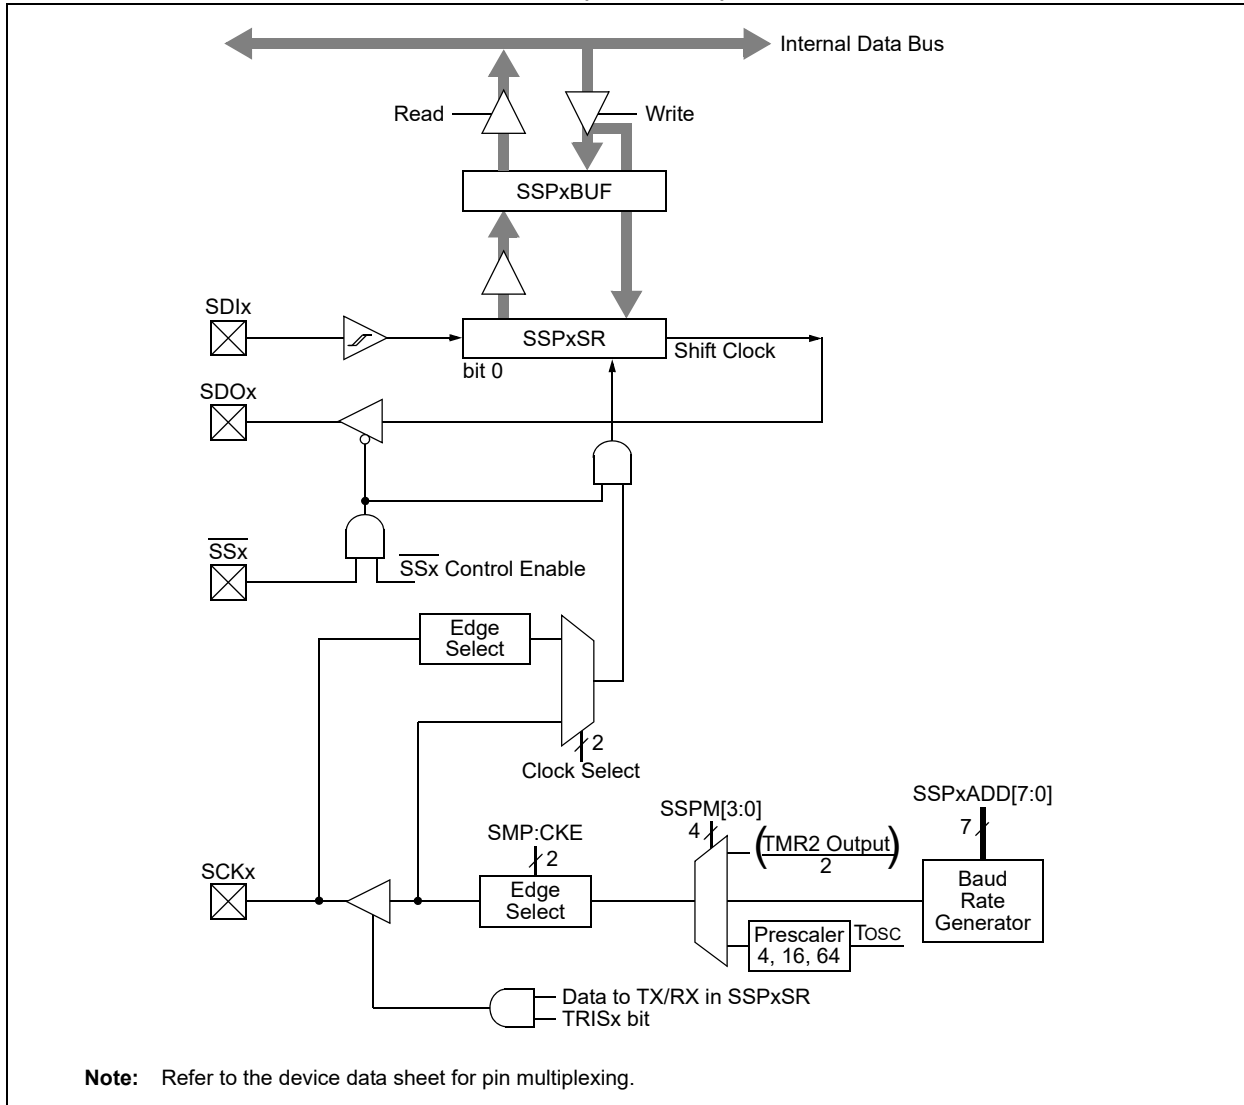 Internal Data Bus
Read
Write
SSPxBUF
SDIx
SSPxSR
Shift Clock
bit 0
SDOx
SSx
SSx Control Enable
Edge
Select
2
Clock Select
SSPxADD[7:0]
SSPM[3:0]
7
4
(TMR2 Output)
2
SMP:CKE
2
SCKx
Edge
Select
Baud
Rate
Generator
Prescaler
4, 16, 64
TOSC
Data to TX/RX in SSPxSR
TRISx bit
Note: Refer to the device data sheet for pin multiplexing.